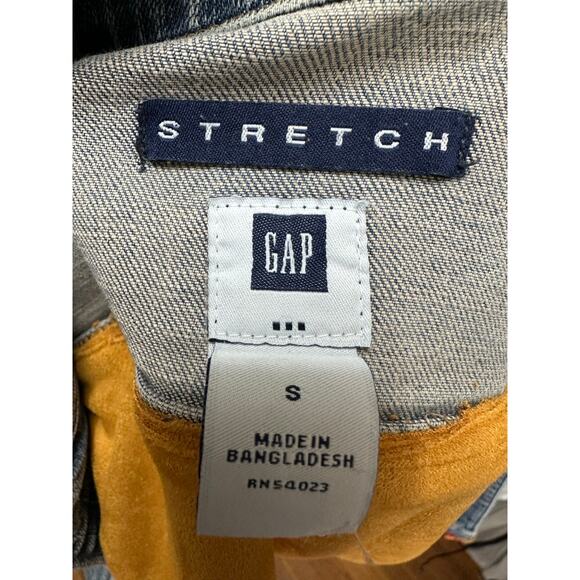 STRETCH
GAP
S
MADE IN
BANGLADESH
RN54023